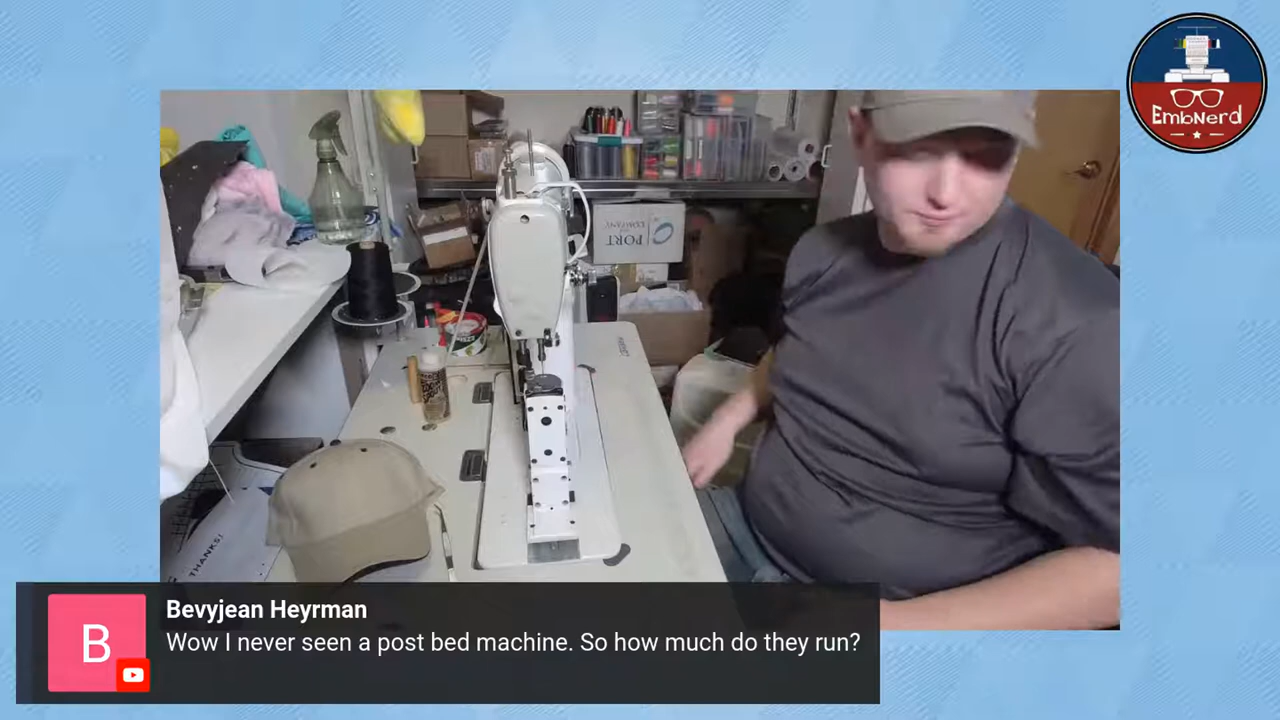 EmbNerd
PORT
COMPANY
THANKS!
Bevyjean Heyrman
Wow I never seen a post bed machine. So how much do they run?
B